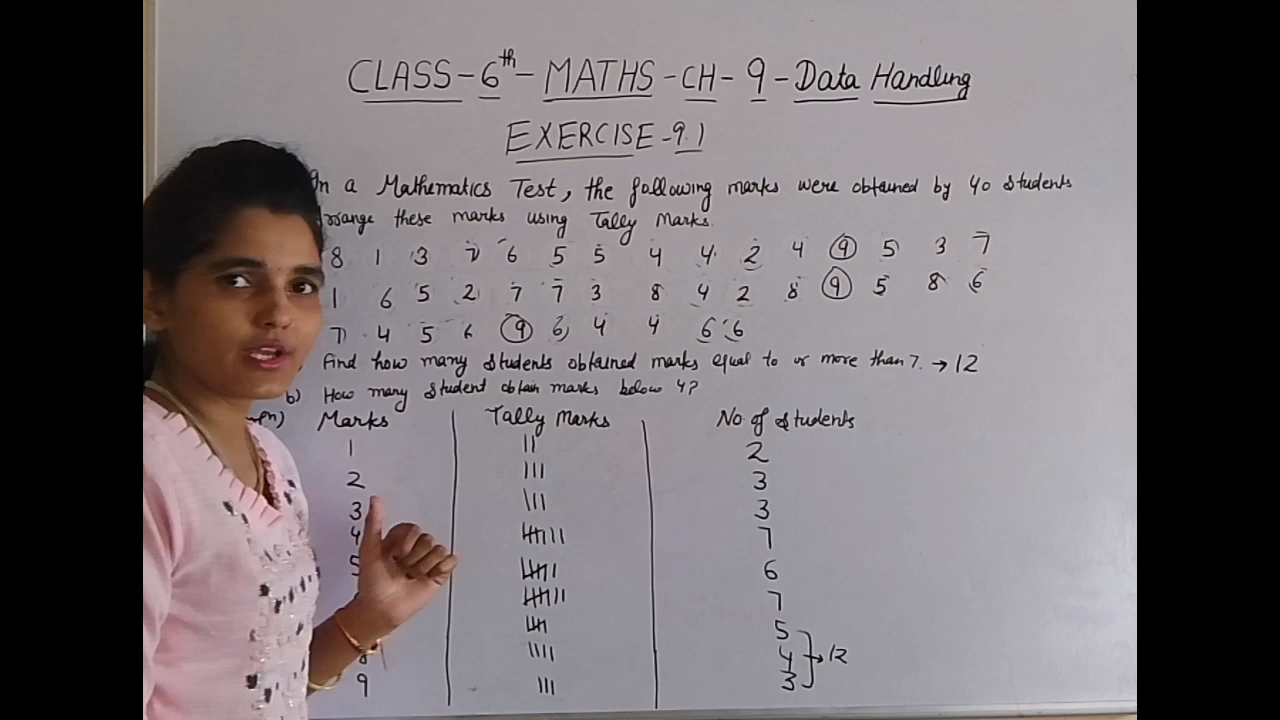 CLASS-6th-MATHS-CH-9-Data Handling
EXERCISE-9.1
In a Mathematics Test, the following marks were obtained by 40 Students
rrange these marks using Tally Marks.
8 1 3 7 6 5 5 4 4 2 4 9 5 3 7
1 6 5 2 7 7 3 8 4 2 8 9 5 8 6
7 4 5 6 9 6 4 4 6 6
Find how many Students obtained marks equal to or more than 7. → 12
b) How many Student obtain marks below 4?
Marks Tally Marks No. of Students
1 || 2
2 ||| 3
3 ||| 3
4 7
5 6
7
5
8 |||| 4 → 12
9 ||| 3